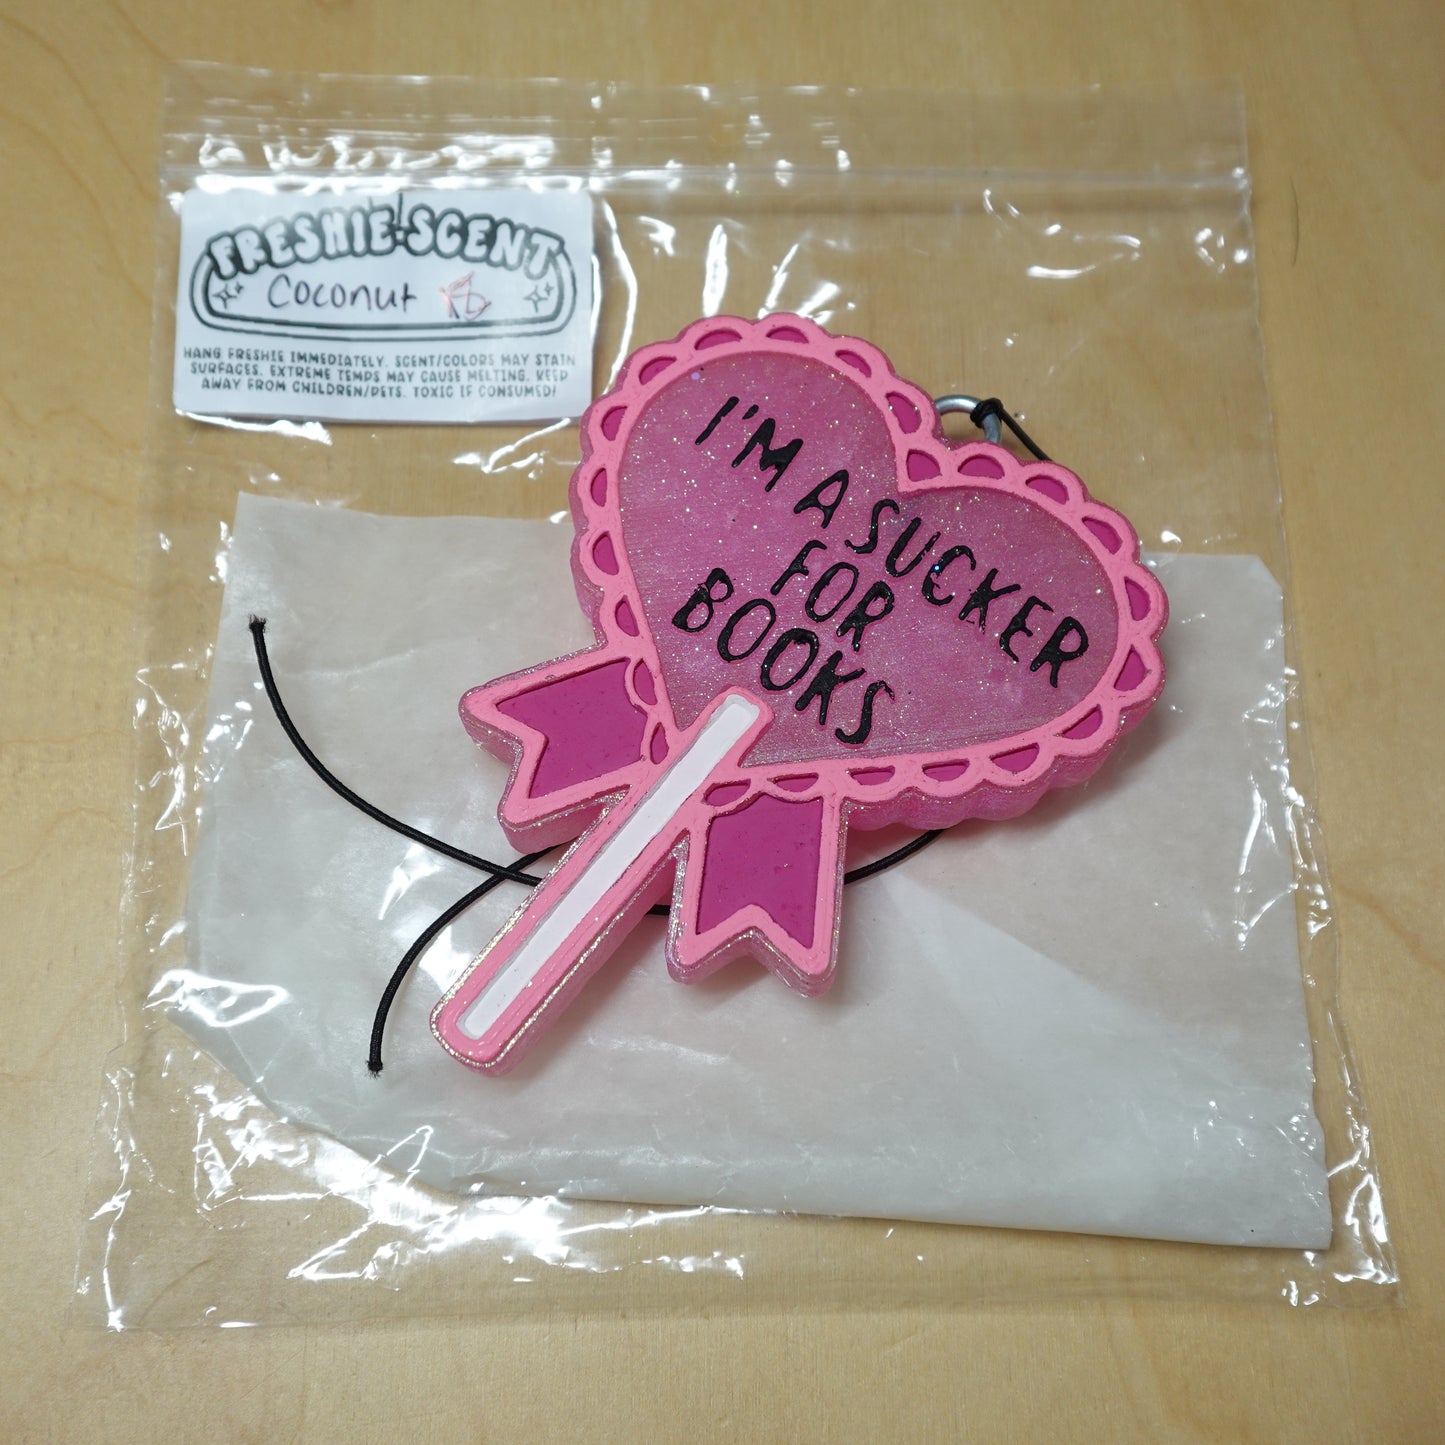 FRESHIE SCENT
Coconut
HANG FRESHIE IMMEDIATELY. SCENT/COLORS MAY STAIN
SURFACES. EXTREME TEMPS MAY CAUSE MELTING. KEEP
AWAY FROM CHILDREN/PETS. TOXIC IF CONSUMED!
I'M A SUCKER
FOR
BOOKS